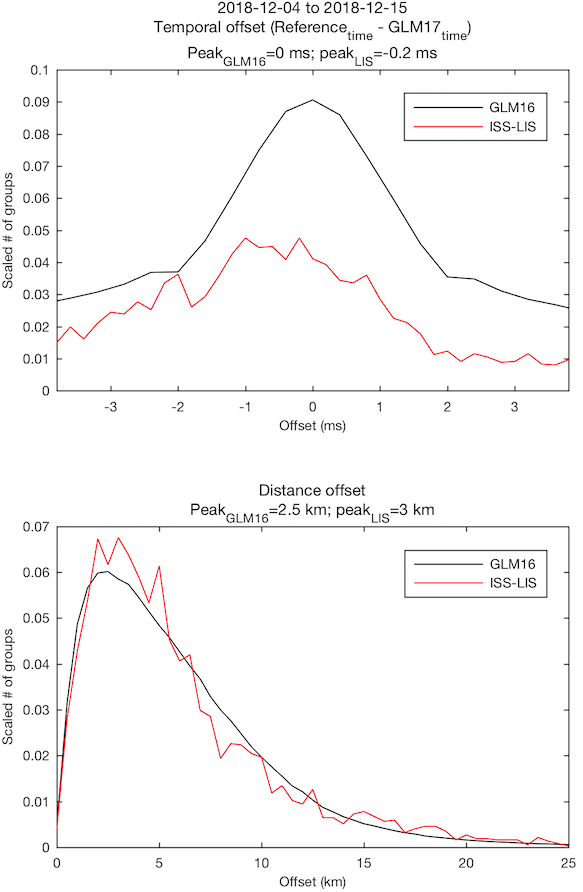 2018-12-04 to 2018-12-15
Temporal offset (Reference_time - GLM17_time)
Peak_GLM16=0 ms; peak_LIS=-0.2 ms
0.1
0.09
0.08
0.07
0.06
0.05
0.04
0.03
0.02
0.01
0
Scaled # of groups
GLM16
ISS-LIS
-3 -2 -1 0 1 2 3
Offset (ms)
Distance offset
Peak_GLM16=2.5 km; peak_LIS=3 km
0.07
0.06
0.05
0.04
0.03
0.02
0.01
0
Scaled # of groups
GLM16
ISS-LIS
0 5 10 15 20 25
Offset (km)